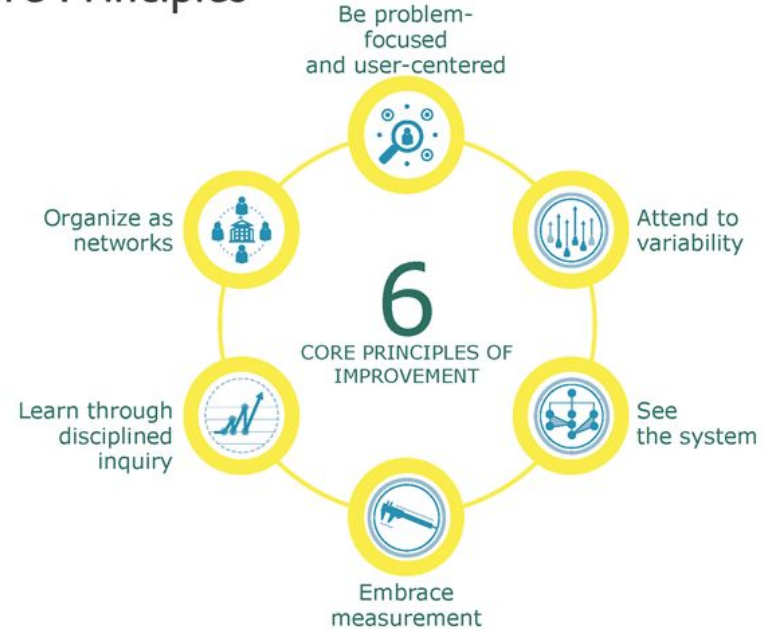 Principles
Be problem-
focused
and user-centered
Attend to
variability
See
the system
Embrace
measurement
Learn through
disciplined
inquiry
Organize as
networks
6
CORE PRINCIPLES OF
IMPROVEMENT